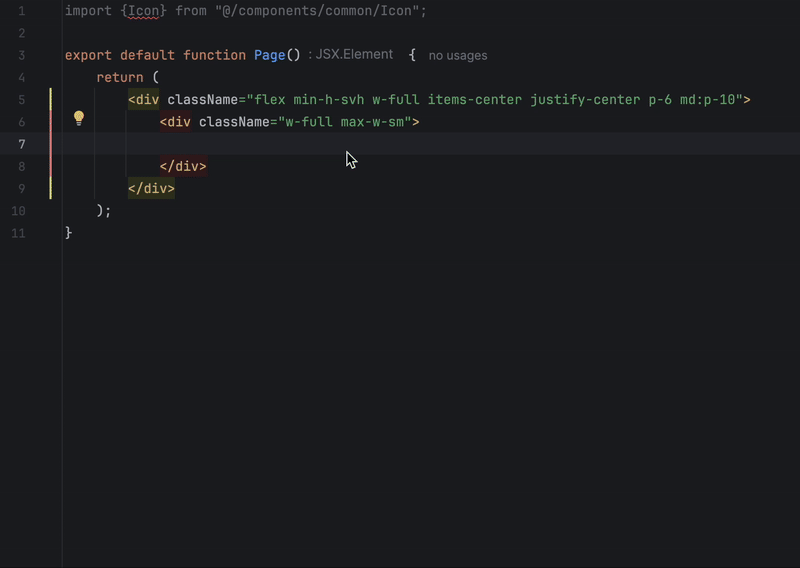 1 import {Icon} from "@/components/common/Icon";
2
3 export default function Page() : JSX.Element { no usages
4 return (
5 <div className="flex min-h-svh w-full items-center justify-center p-6 md:p-10">
6 <div className="w-full max-w-sm">
7
8 </div>
9 </div>
10 );
11 }